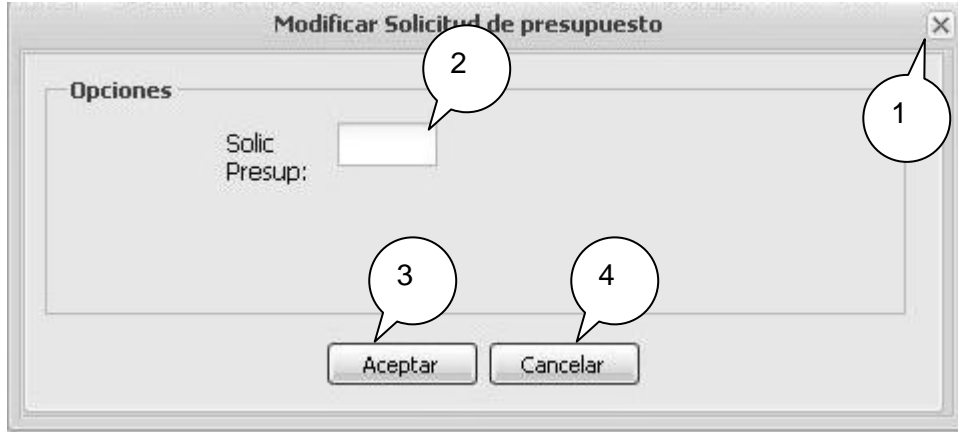 Modificar Solicitud de presupuesto
2
1
Opciones
Solic
Presup:
3
4
Aceptar
Cancelar